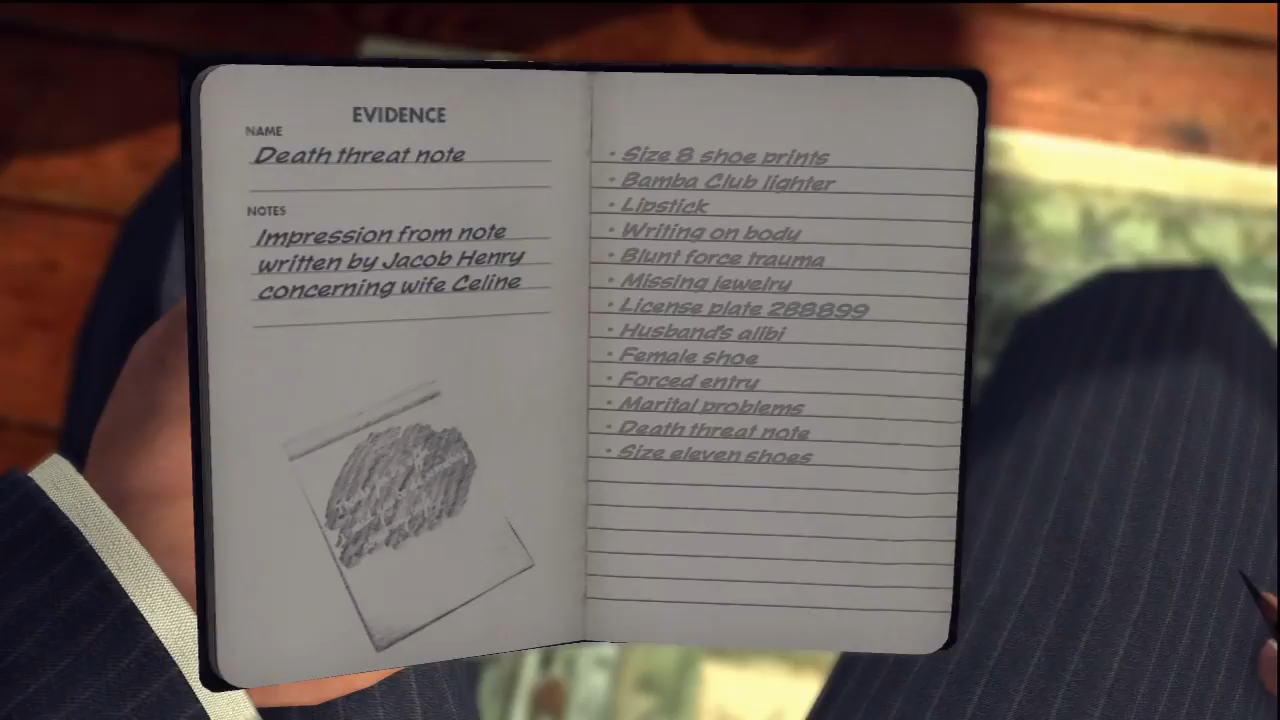 EVIDENCE
NAME
Death threat note
NOTES
Impression from note
written by Jacob Henry
concerning wife Celine
• Size 8 shoe prints
• Bamba Club lighter
• Lipstick
• Writing on body
• Blunt force trauma
• Missing jewelry
• License plate 2B8899
• Husband's alibi
• Female shoe
• Forced entry
• Marital problems
• Death threat note
• Size eleven shoes